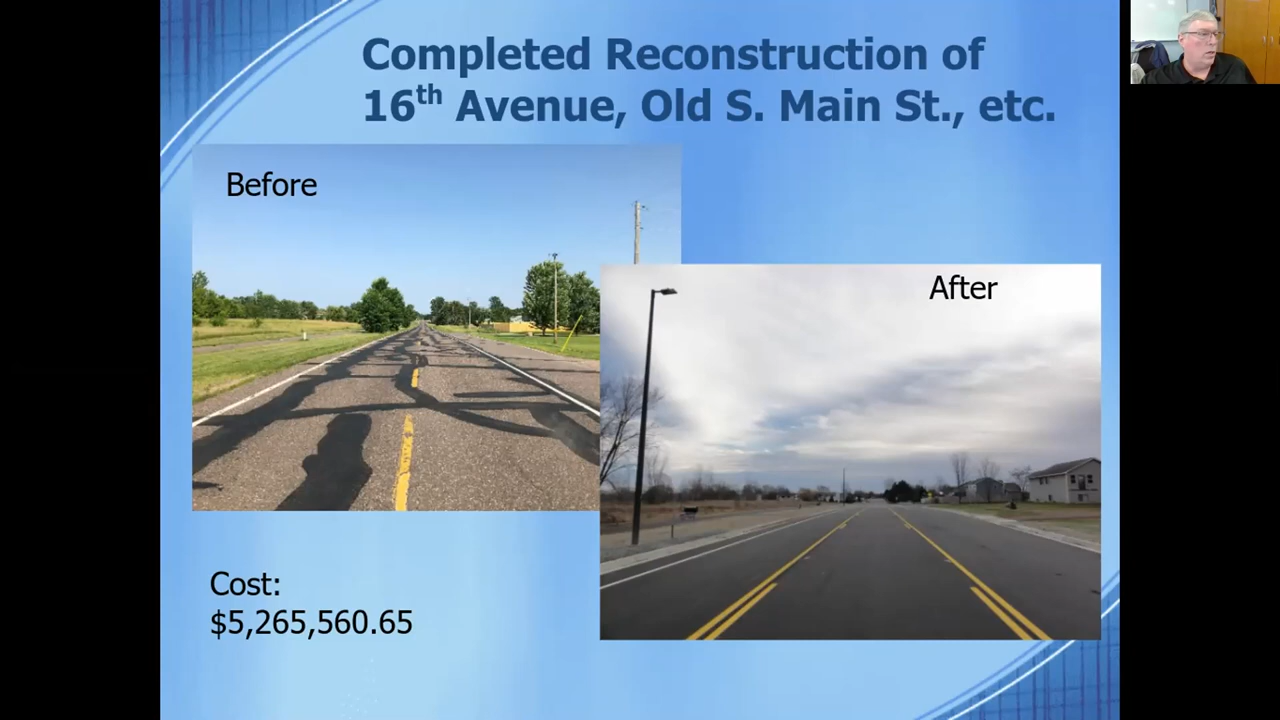 Completed Reconstruction of
16th Avenue, Old S. Main St., etc.
Before
After
Cost:
$5,265,560.65